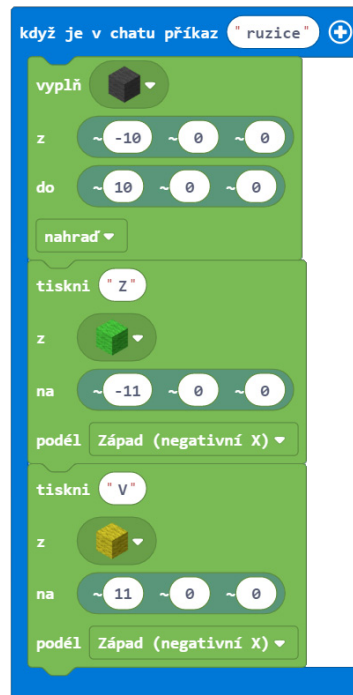 když je v chatu příkaz "ruzice"
vyplň
z ~ -10 ~ 0 ~ 0
do ~ 10 ~ 0 ~ 0
nahraď
tiskni "Z"
z
na ~ -11 ~ 0 ~ 0
podél Západ (negativní X)
tiskni "V"
z
na ~ 11 ~ 0 ~ 0
podél Západ (negativní X)